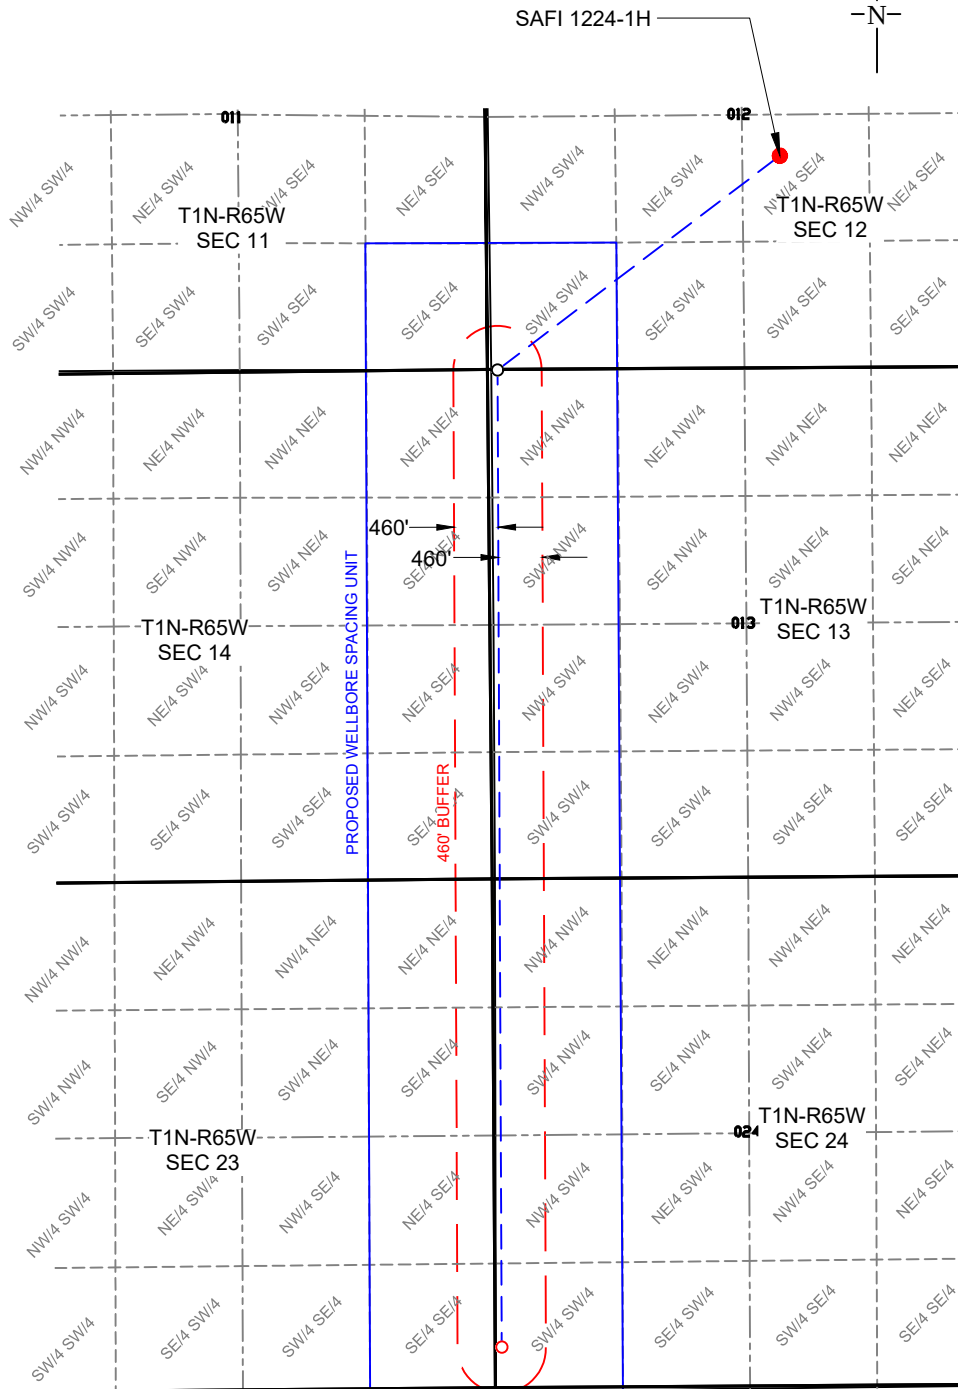 SAFI 1224-1H
-N-
011
012
NW/4 SW/4
NE/4 SW/4
NW/4 SE/4
NE/4 SE/4
NW/4 SW/4
NE/4 SW/4
NW/4 SE/4
NE/4 SE/4
T1N-R65W
SEC 11
T1N-R65W
SEC 12
SW/4 SW/4
SE/4 SW/4
SW/4 SE/4
SE/4 SE/4
SW/4 SW/4
SE/4 SW/4
SW/4 SE/4
SE/4 SE/4
NW/4 NW/4
NE/4 NW/4
NW/4 NE/4
NE/4 NE/4
NW/4 NW/4
NE/4 NW/4
NW/4 NE/4
NE/4 NE/4
460'
460'
SW/4 NW/4
SE/4 NW/4
SW/4 NE/4
SE/4 NE/4
SW/4 NW/4
SE/4 NW/4
SW/4 NE/4
SE/4 NE/4
T1N-R65W
SEC 14
013
T1N-R65W
SEC 13
PROPOSED WELLBORE SPACING UNIT
NW/4 SW/4
NE/4 SW/4
NW/4 SE/4
NE/4 SE/4
NW/4 SW/4
NE/4 SW/4
NW/4 SE/4
NE/4 SE/4
460' BUFFER
SW/4 SW/4
SE/4 SW/4
SW/4 SE/4
SE/4 SE/4
SW/4 SW/4
SE/4 SW/4
SW/4 SE/4
SE/4 SE/4
NW/4 NW/4
NE/4 NW/4
NW/4 NE/4
NE/4 NE/4
NW/4 NW/4
NE/4 NW/4
NW/4 NE/4
NE/4 NE/4
SW/4 NW/4
SE/4 NW/4
SW/4 NE/4
SE/4 NE/4
SW/4 NW/4
SE/4 NW/4
SW/4 NE/4
SE/4 NE/4
T1N-R65W
SEC 23
024
T1N-R65W
SEC 24
NW/4 SW/4
NE/4 SW/4
NW/4 SE/4
NE/4 SE/4
NW/4 SW/4
NE/4 SW/4
NW/4 SE/4
NE/4 SE/4
SW/4 SW/4
SE/4 SW/4
SW/4 SE/4
SE/4 SE/4
SW/4 SW/4
SE/4 SW/4
SW/4 SE/4
SE/4 SE/4